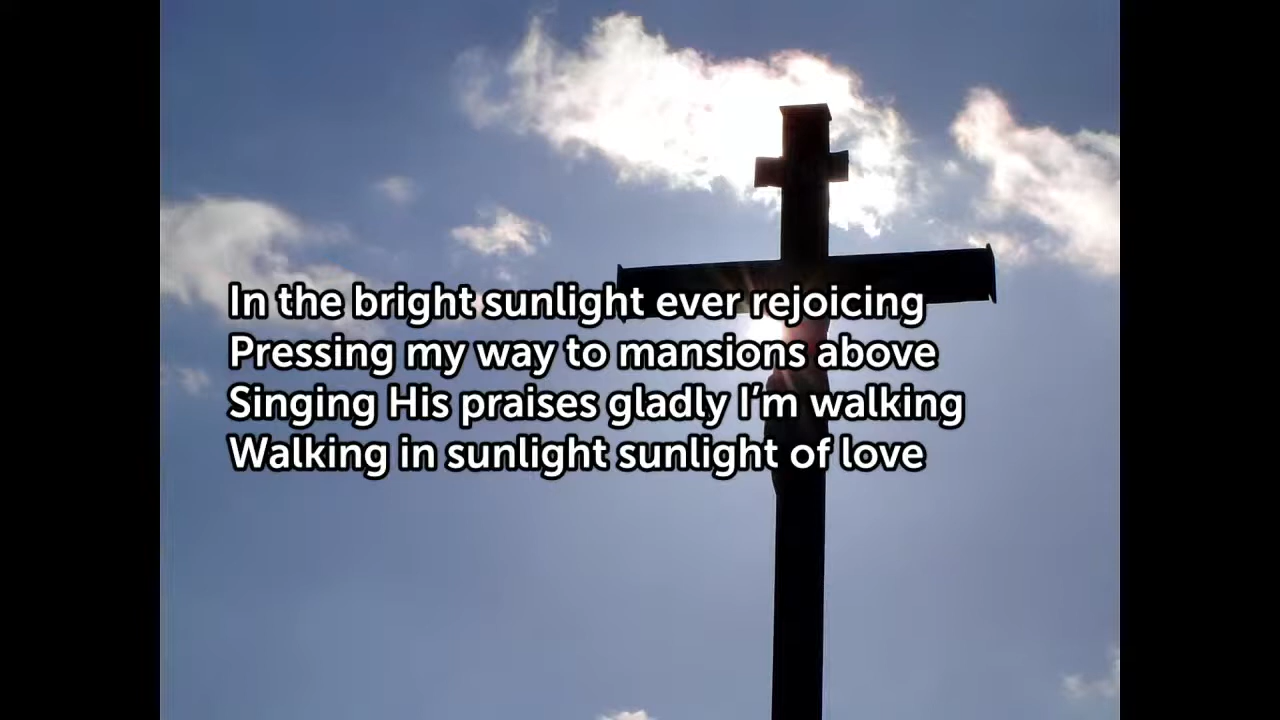 In the bright sunlight ever rejoicing
Pressing my way to mansions above
Singing His praises gladly I'm walking
Walking in sunlight sunlight of love